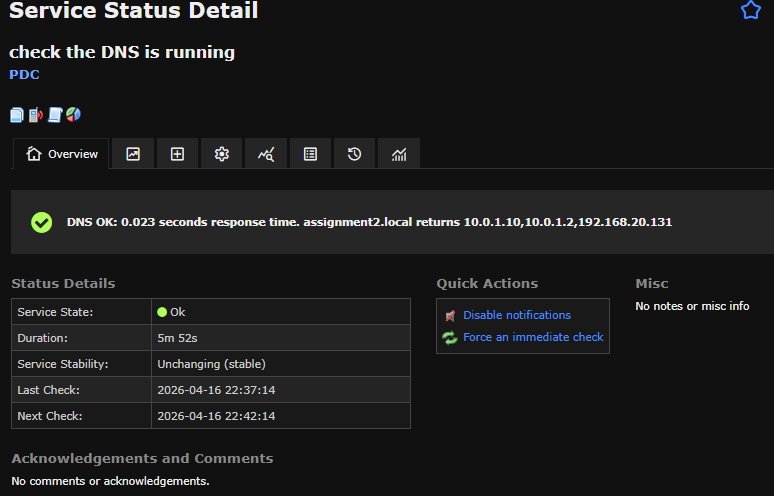 Service Status Detail
check the DNS is running
PDC
Overview
DNS OK: 0.023 seconds response time. assignment2.local returns 10.0.1.10,10.0.1.2,192.168.20.131
Status Details
Service State: Ok
Duration: 5m 52s
Service Stability: Unchanging (stable)
Last Check: 2026-04-16 22:37:14
Next Check: 2026-04-16 22:42:14
Quick Actions
Disable notifications
Force an immediate check
Misc
No notes or misc info
Acknowledgements and Comments
No comments or acknowledgements.